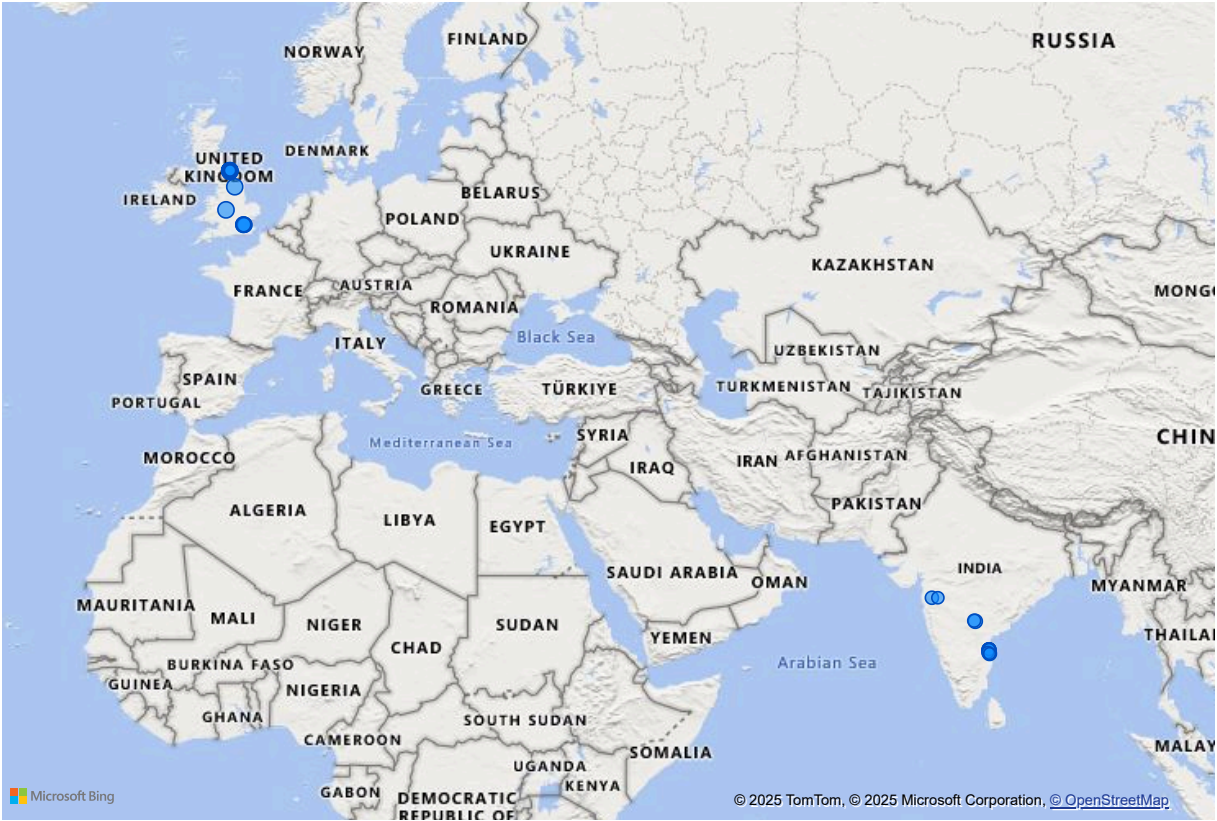 FINLAND
RUSSIA
NORWAY
DENMARK
UNITED
KINGDOM
IRELAND
BELARUS
POLAND
UKRAINE
KAZAKHSTAN
FRANCE
AUSTRIA
MONGO
ROMANIA
Black Sea
ITALY
UZBEKISTAN
SPAIN
GREECE
TÜRKIYE
TURKMENISTAN
TAJIKISTAN
PORTUGAL
Mediterranean Sea
SYRIA
CHIN
MOROCCO
IRAQ
IRAN
AFGHANISTAN
ALGERIA
LIBYA
EGYPT
PAKISTAN
SAUDI ARABIA
OMAN
INDIA
MYANMAR
MAURITANIA
MALI
NIGER
CHAD
SUDAN
YEMEN
THAILA
BURKINA FASO
Arabian Sea
GUINEA
NIGERIA
GHANA
SOUTH SUDAN
CAMEROON
SOMALIA
MALAY
UGANDA
KENYA
GABON
DEMOCRATIC
REPUBLIC OF
Microsoft Bing
© 2025 TomTom, © 2025 Microsoft Corporation, © OpenStreetMap